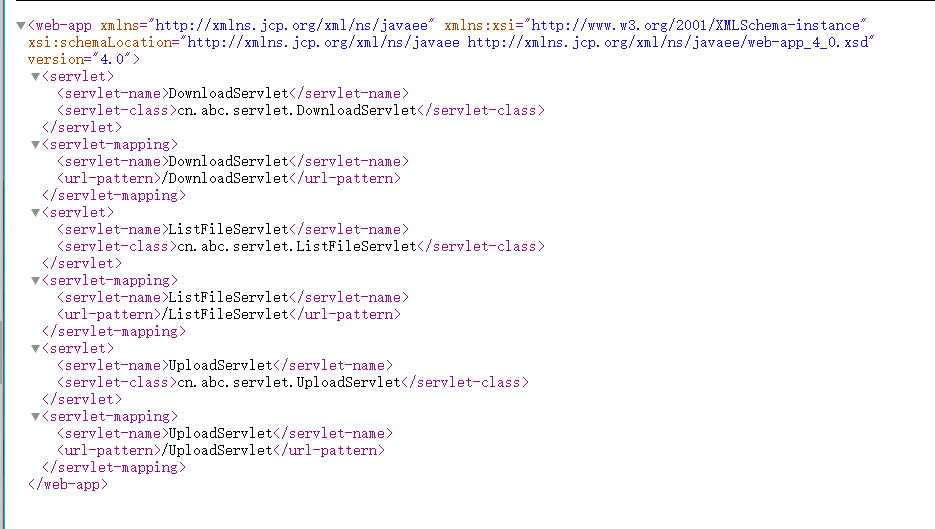 <web-app xmlns="http://xmlns.jcp.org/xml/ns/javaee" xmlns:xsi="http://www.w3.org/2001/XMLSchema-instance"
xsi:schemaLocation="http://xmlns.jcp.org/xml/ns/javaee http://xmlns.jcp.org/xml/ns/javaee/web-app_4_0.xsd"
version="4.0">
<servlet>
<servlet-name>DownloadServlet</servlet-name>
<servlet-class>cn.abc.servlet.DownloadServlet</servlet-class>
</servlet>
<servlet-mapping>
<servlet-name>DownloadServlet</servlet-name>
<url-pattern>/DownloadServlet</url-pattern>
</servlet-mapping>
<servlet>
<servlet-name>ListFileServlet</servlet-name>
<servlet-class>cn.abc.servlet.ListFileServlet</servlet-class>
</servlet>
<servlet-mapping>
<servlet-name>ListFileServlet</servlet-name>
<url-pattern>/ListFileServlet</url-pattern>
</servlet-mapping>
<servlet>
<servlet-name>UploadServlet</servlet-name>
<servlet-class>cn.abc.servlet.UploadServlet</servlet-class>
</servlet>
<servlet-mapping>
<servlet-name>UploadServlet</servlet-name>
<url-pattern>/UploadServlet</url-pattern>
</servlet-mapping>
</web-app>